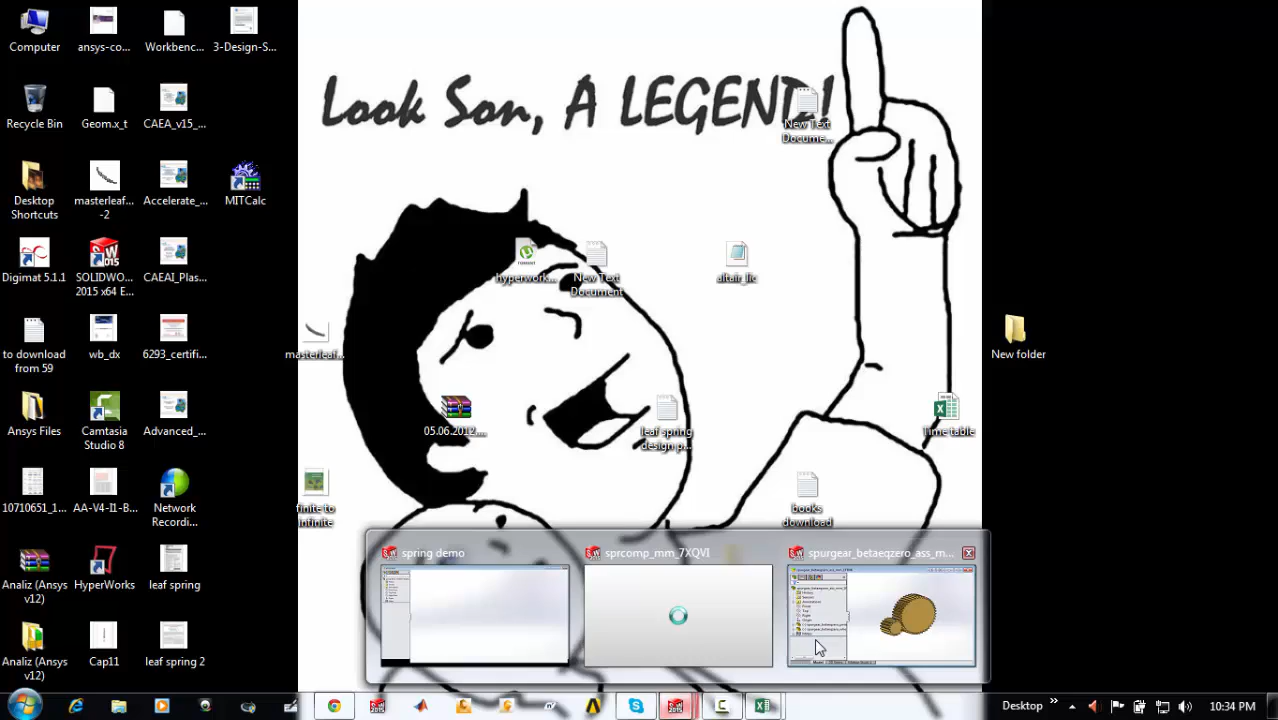 Look Son, A LEGEND!
Computer
ansys-co...
Workbenc...
3-Design-S...
Recycle Bin
Geom.x_t
CAEA_v15_...
New Text
Docume...
Desktop
Shortcuts
masterleaf...
-2
Accelerate_...
MITCalc
Digimat 5.1.1
SOLIDWO...
2015 x64 E...
CAEAI_Plas...
hyperwork...
New Text
Document
altair_lic
to download
from 59
wb_dx
6293_certifi...
masterleaf...
New folder
Ansys Files
Camtasia
Studio 8
Advanced_...
05.06.2012....
leaf spring
design p...
Time table
10710651_1...
AA-V4-I1-B...
Network
Recordi...
finite to
infinite
books
download
Analiz (Ansys
v12)
HyperWorks
leaf spring
spring demo
sprcomp_mm_7XQVI
spurgear_betaeqzero_ass_m...
Analiz (Ansys
v12)
Cap11
leaf spring 2
Desktop
10:34 PM